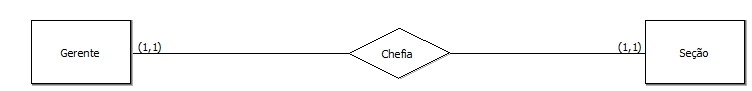 Gerente (1,1) Chefia (1,1) Seção